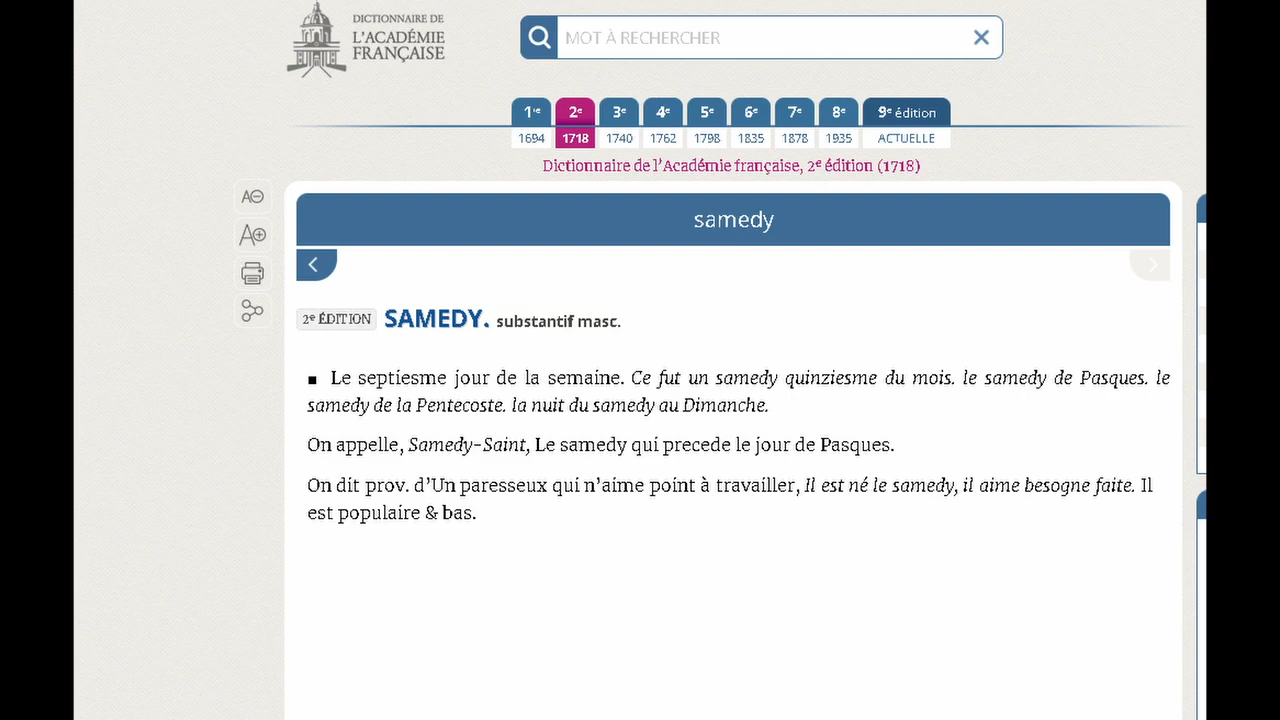 DICTIONNAIRE DE
L'ACADÉMIE
FRANÇAISE
MOT À RECHERCHER
1re 2e 3e 4e 5e 6e 7e 8e 9e édition
1694 1718 1740 1762 1798 1835 1878 1935 ACTUELLE
Dictionnaire de l'Académie française, 2e édition (1718)
samedy
2e ÉDITION SAMEDY. substantif masc.
■ Le septiesme jour de la semaine. Ce fut un samedy quinziesme du mois. le samedy de Pasques. le
samedy de la Pentecoste. la nuit du samedy au Dimanche.
On appelle, Samedy-Saint, Le samedy qui precede le jour de Pasques.
On dit prov. d'Un paresseux qui n'aime point à travailler, Il est né le samedy, il aime besogne faite. Il
est populaire & bas.